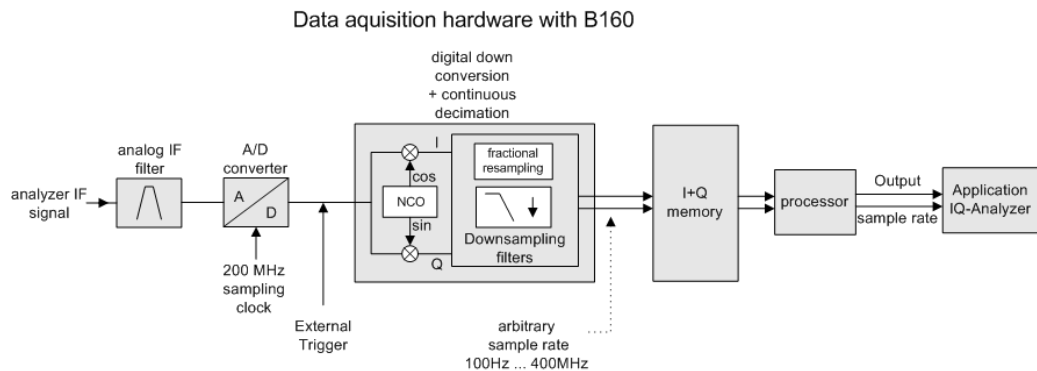 Data aquisition hardware with B160
digital down
conversion
+ continuous
decimation
analog IF
filter
A/D
converter
analyzer IF
signal
A
D
200 MHz
sampling
clock
External
Trigger
I
cos
NCO
sin
Q
fractional
resampling
Downsampling
filters
arbitrary
sample rate
100Hz ... 400MHz
I+Q
memory
processor
Output
sample rate
Application
IQ-Analyzer